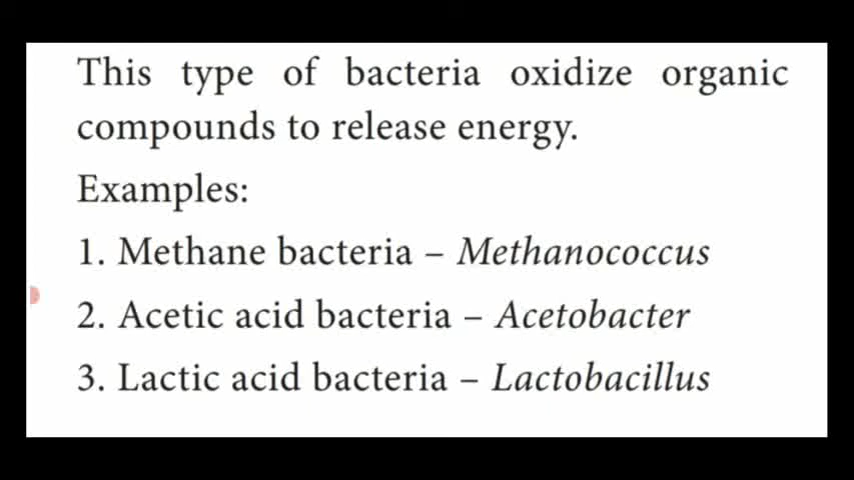 This type of bacteria oxidize organic
compounds to release energy.
Examples:
1. Methane bacteria – Methanococcus
2. Acetic acid bacteria – Acetobacter
3. Lactic acid bacteria – Lactobacillus